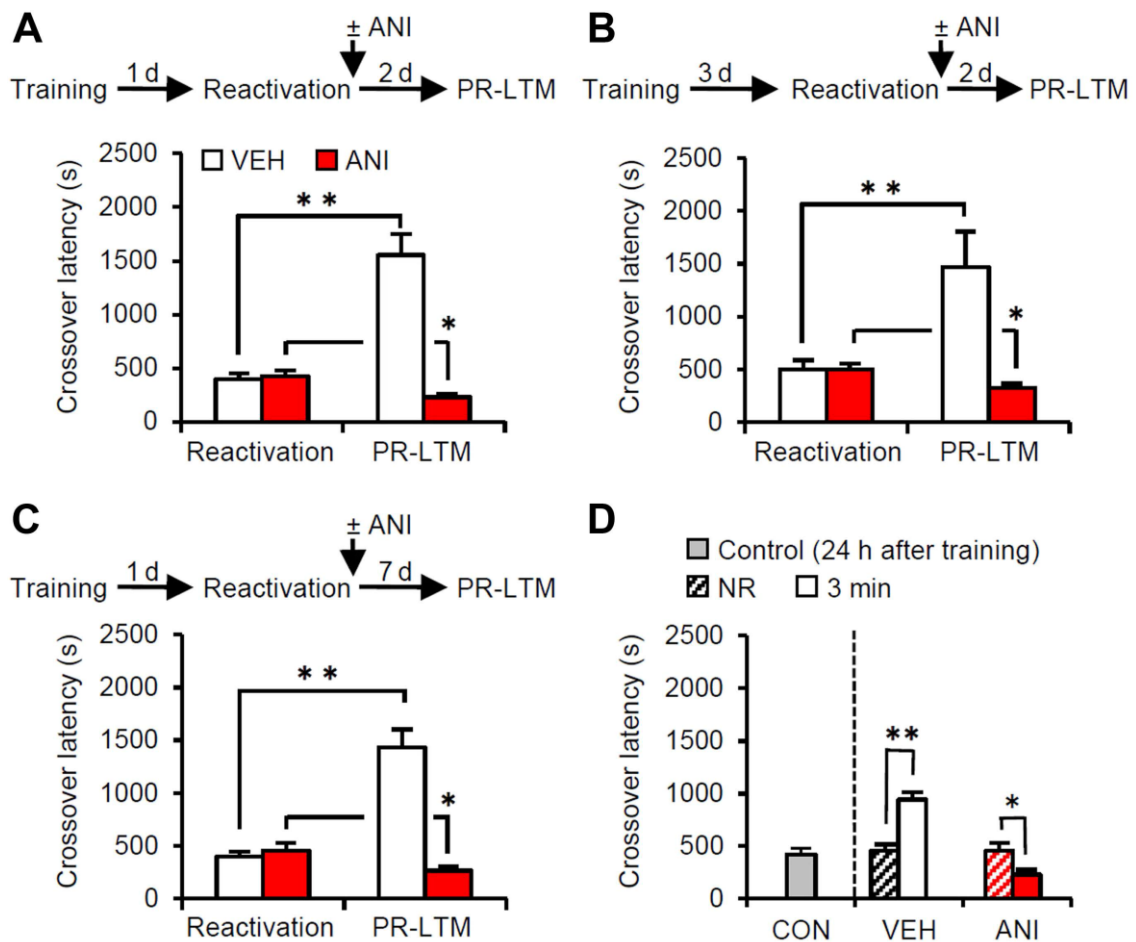 A
± ANI
1 d
2 d
Training
Reactivation
PR-LTM
2500
2000
1500
1000
500
0
Crossover latency (s)
VEH
ANI
* *
*
Reactivation
PR-LTM
B
± ANI
3 d
2 d
Training
Reactivation
PR-LTM
2500
2000
1500
1000
500
0
Crossover latency (s)
* *
*
Reactivation
PR-LTM
C
± ANI
1 d
7 d
Training
Reactivation
PR-LTM
2500
2000
1500
1000
500
0
Crossover latency (s)
* *
*
Reactivation
PR-LTM
D
Control (24 h after training)
NR
3 min
2500
2000
1500
1000
500
0
Crossover latency (s)
**
*
CON
VEH
ANI